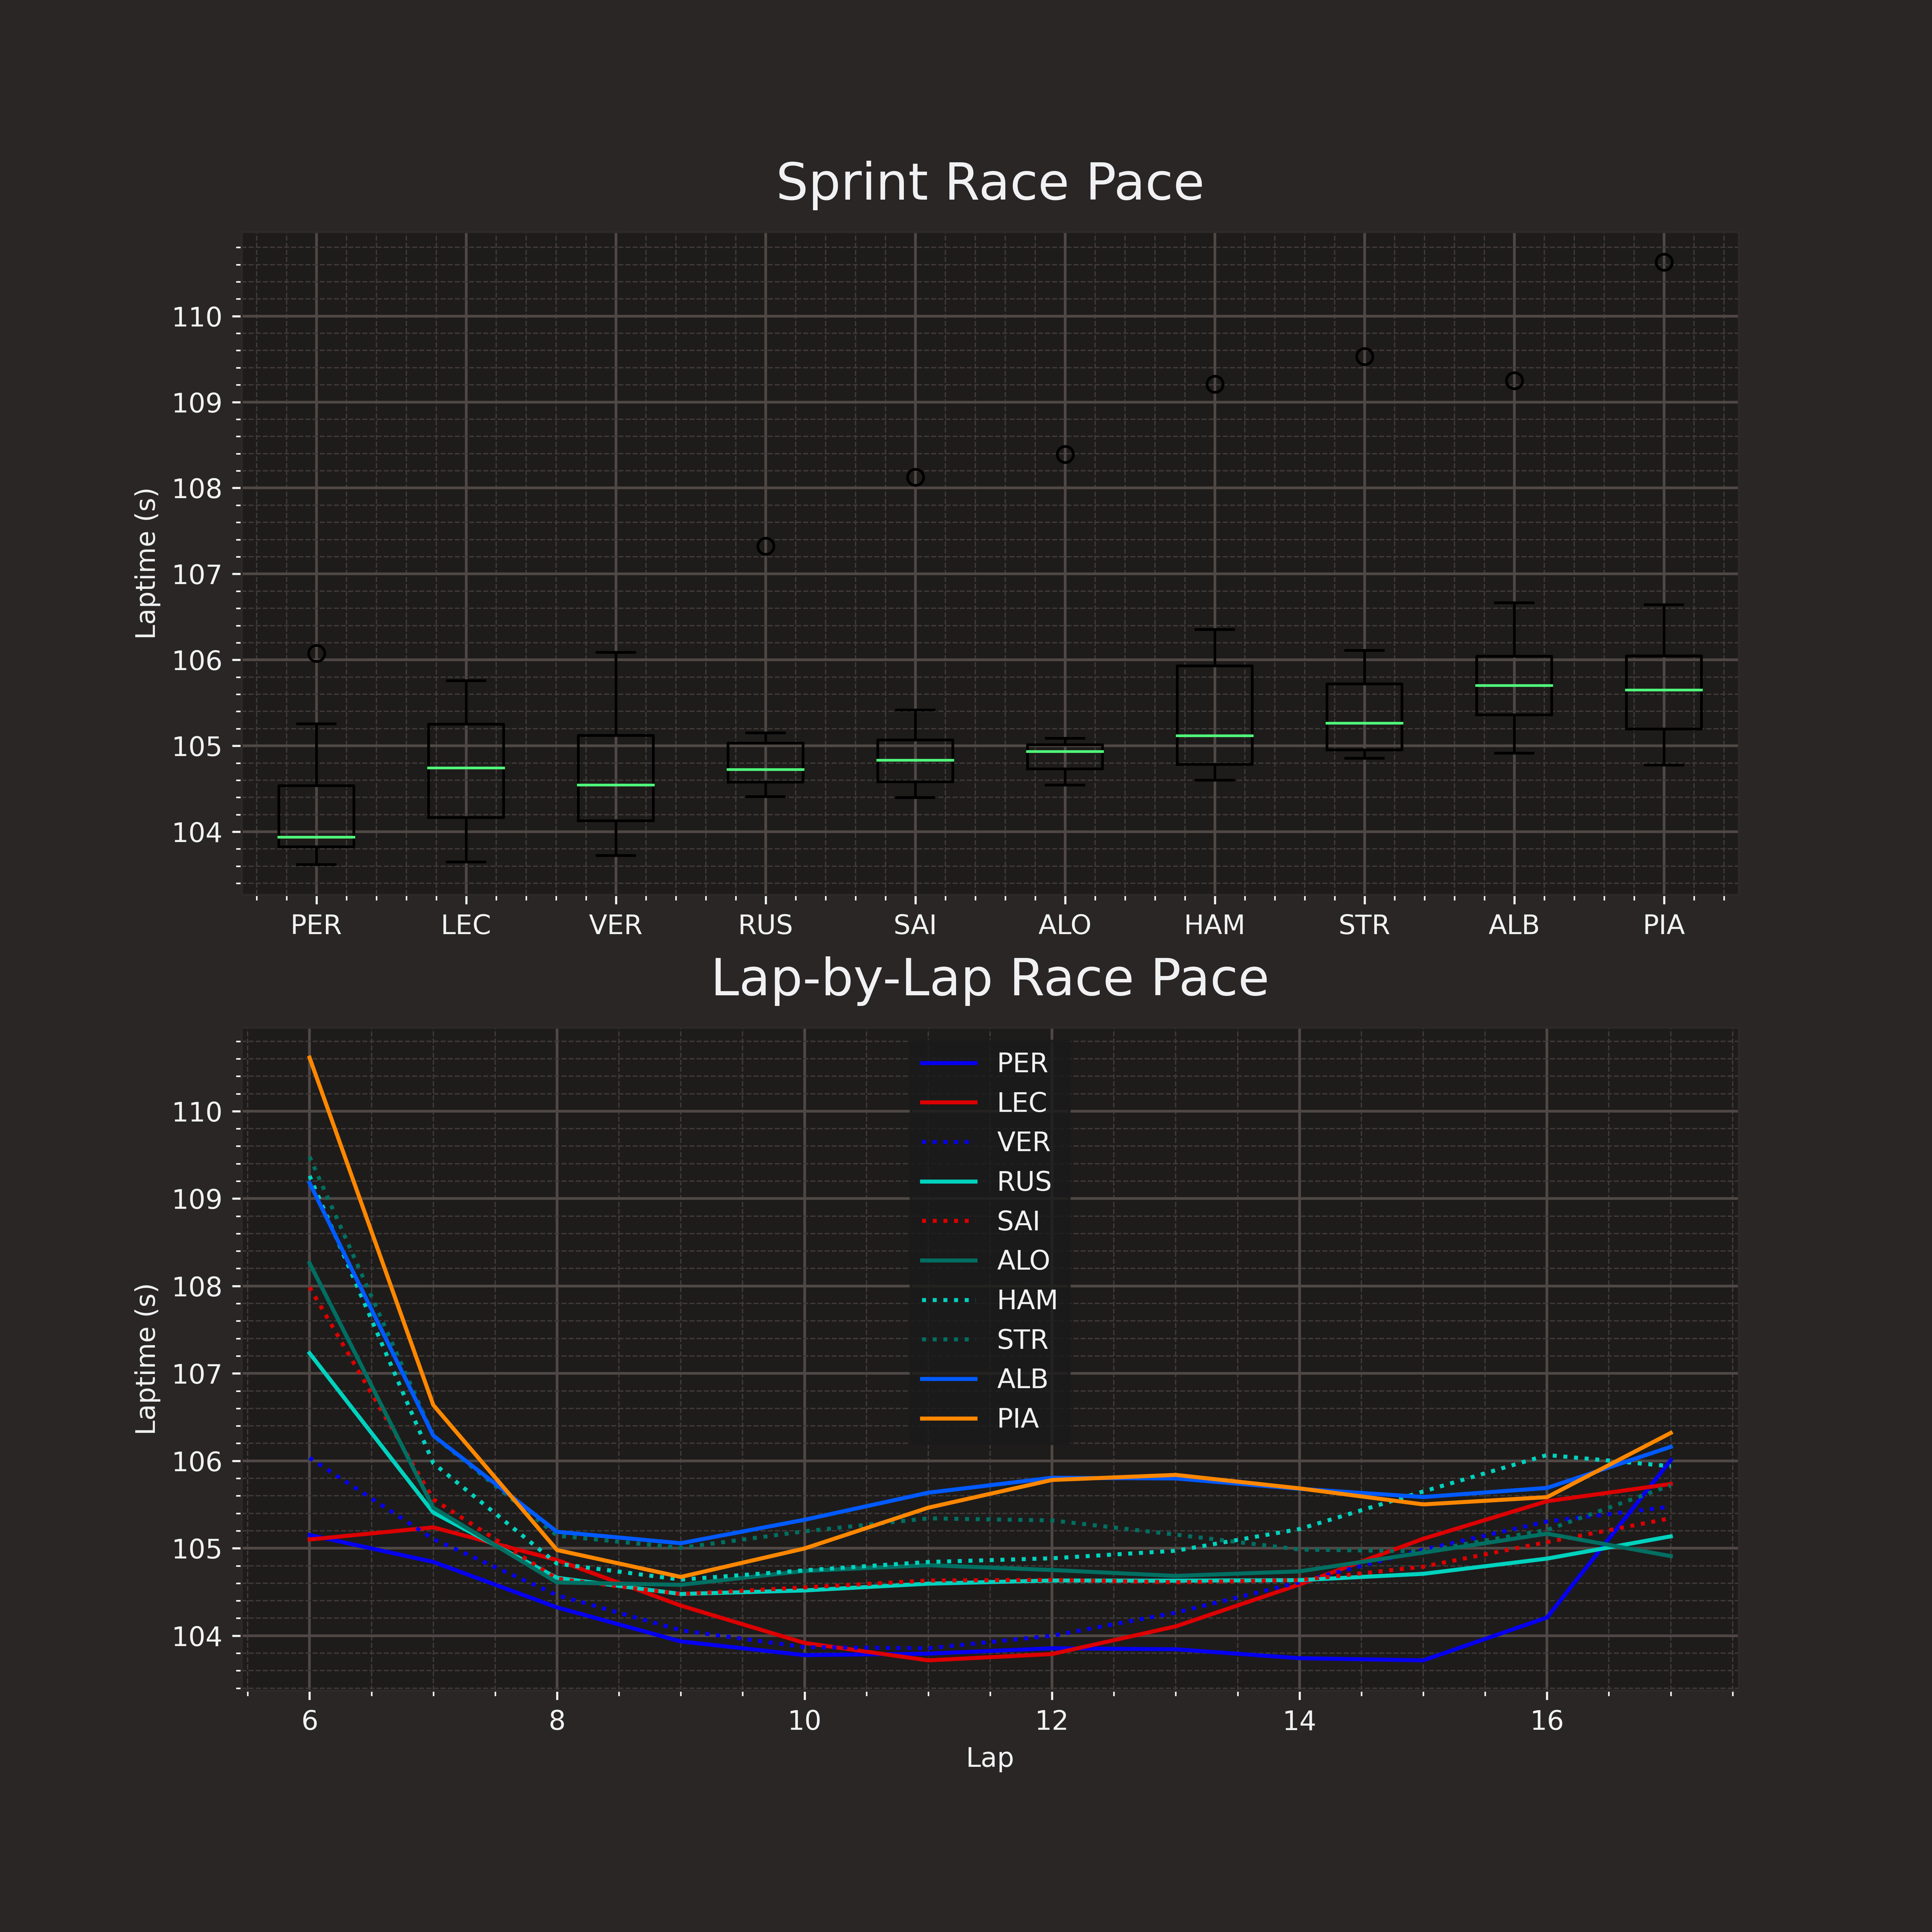 Sprint Race Pace
110
109
108
107
106
105
104
Laptime (s)
PER LEC VER RUS SAI ALO HAM STR ALB PIA
Lap-by-Lap Race Pace
110
109
108
107
106
105
104
Laptime (s)
PER
LEC
VER
RUS
SAI
ALO
HAM
STR
ALB
PIA
6 8 10 12 14 16
Lap